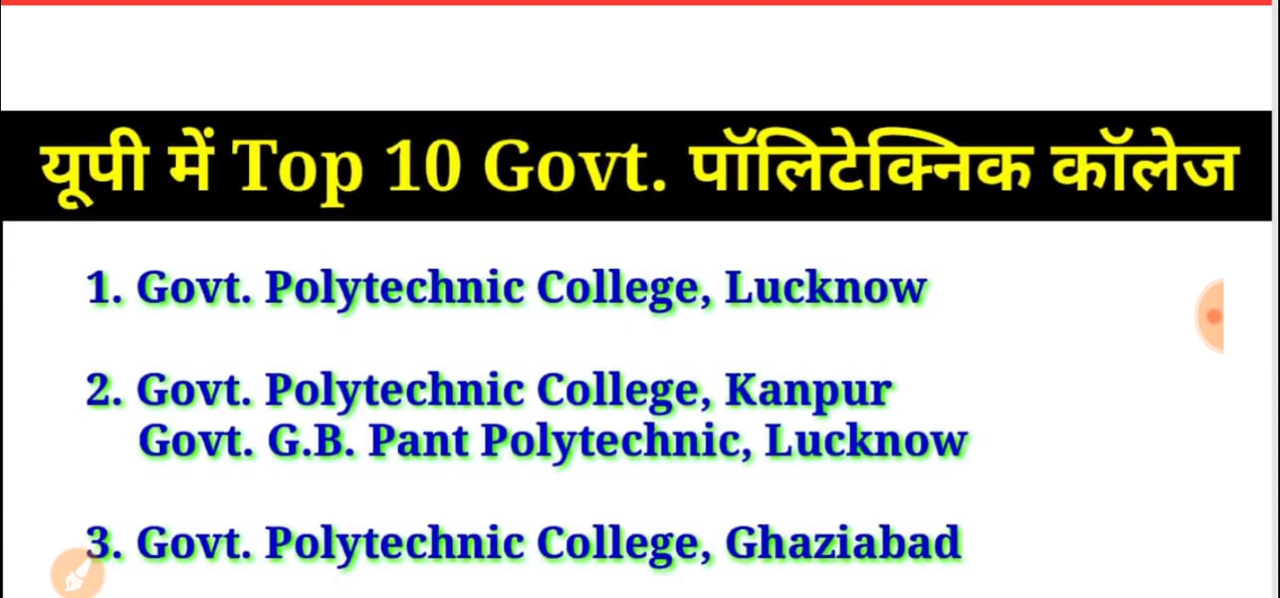 यूपी में Top 10 Govt. पॉलिटेक्निक कॉलेज
1. Govt. Polytechnic College, Lucknow
2. Govt. Polytechnic College, Kanpur
Govt. G.B. Pant Polytechnic, Lucknow
3. Govt. Polytechnic College, Ghaziabad